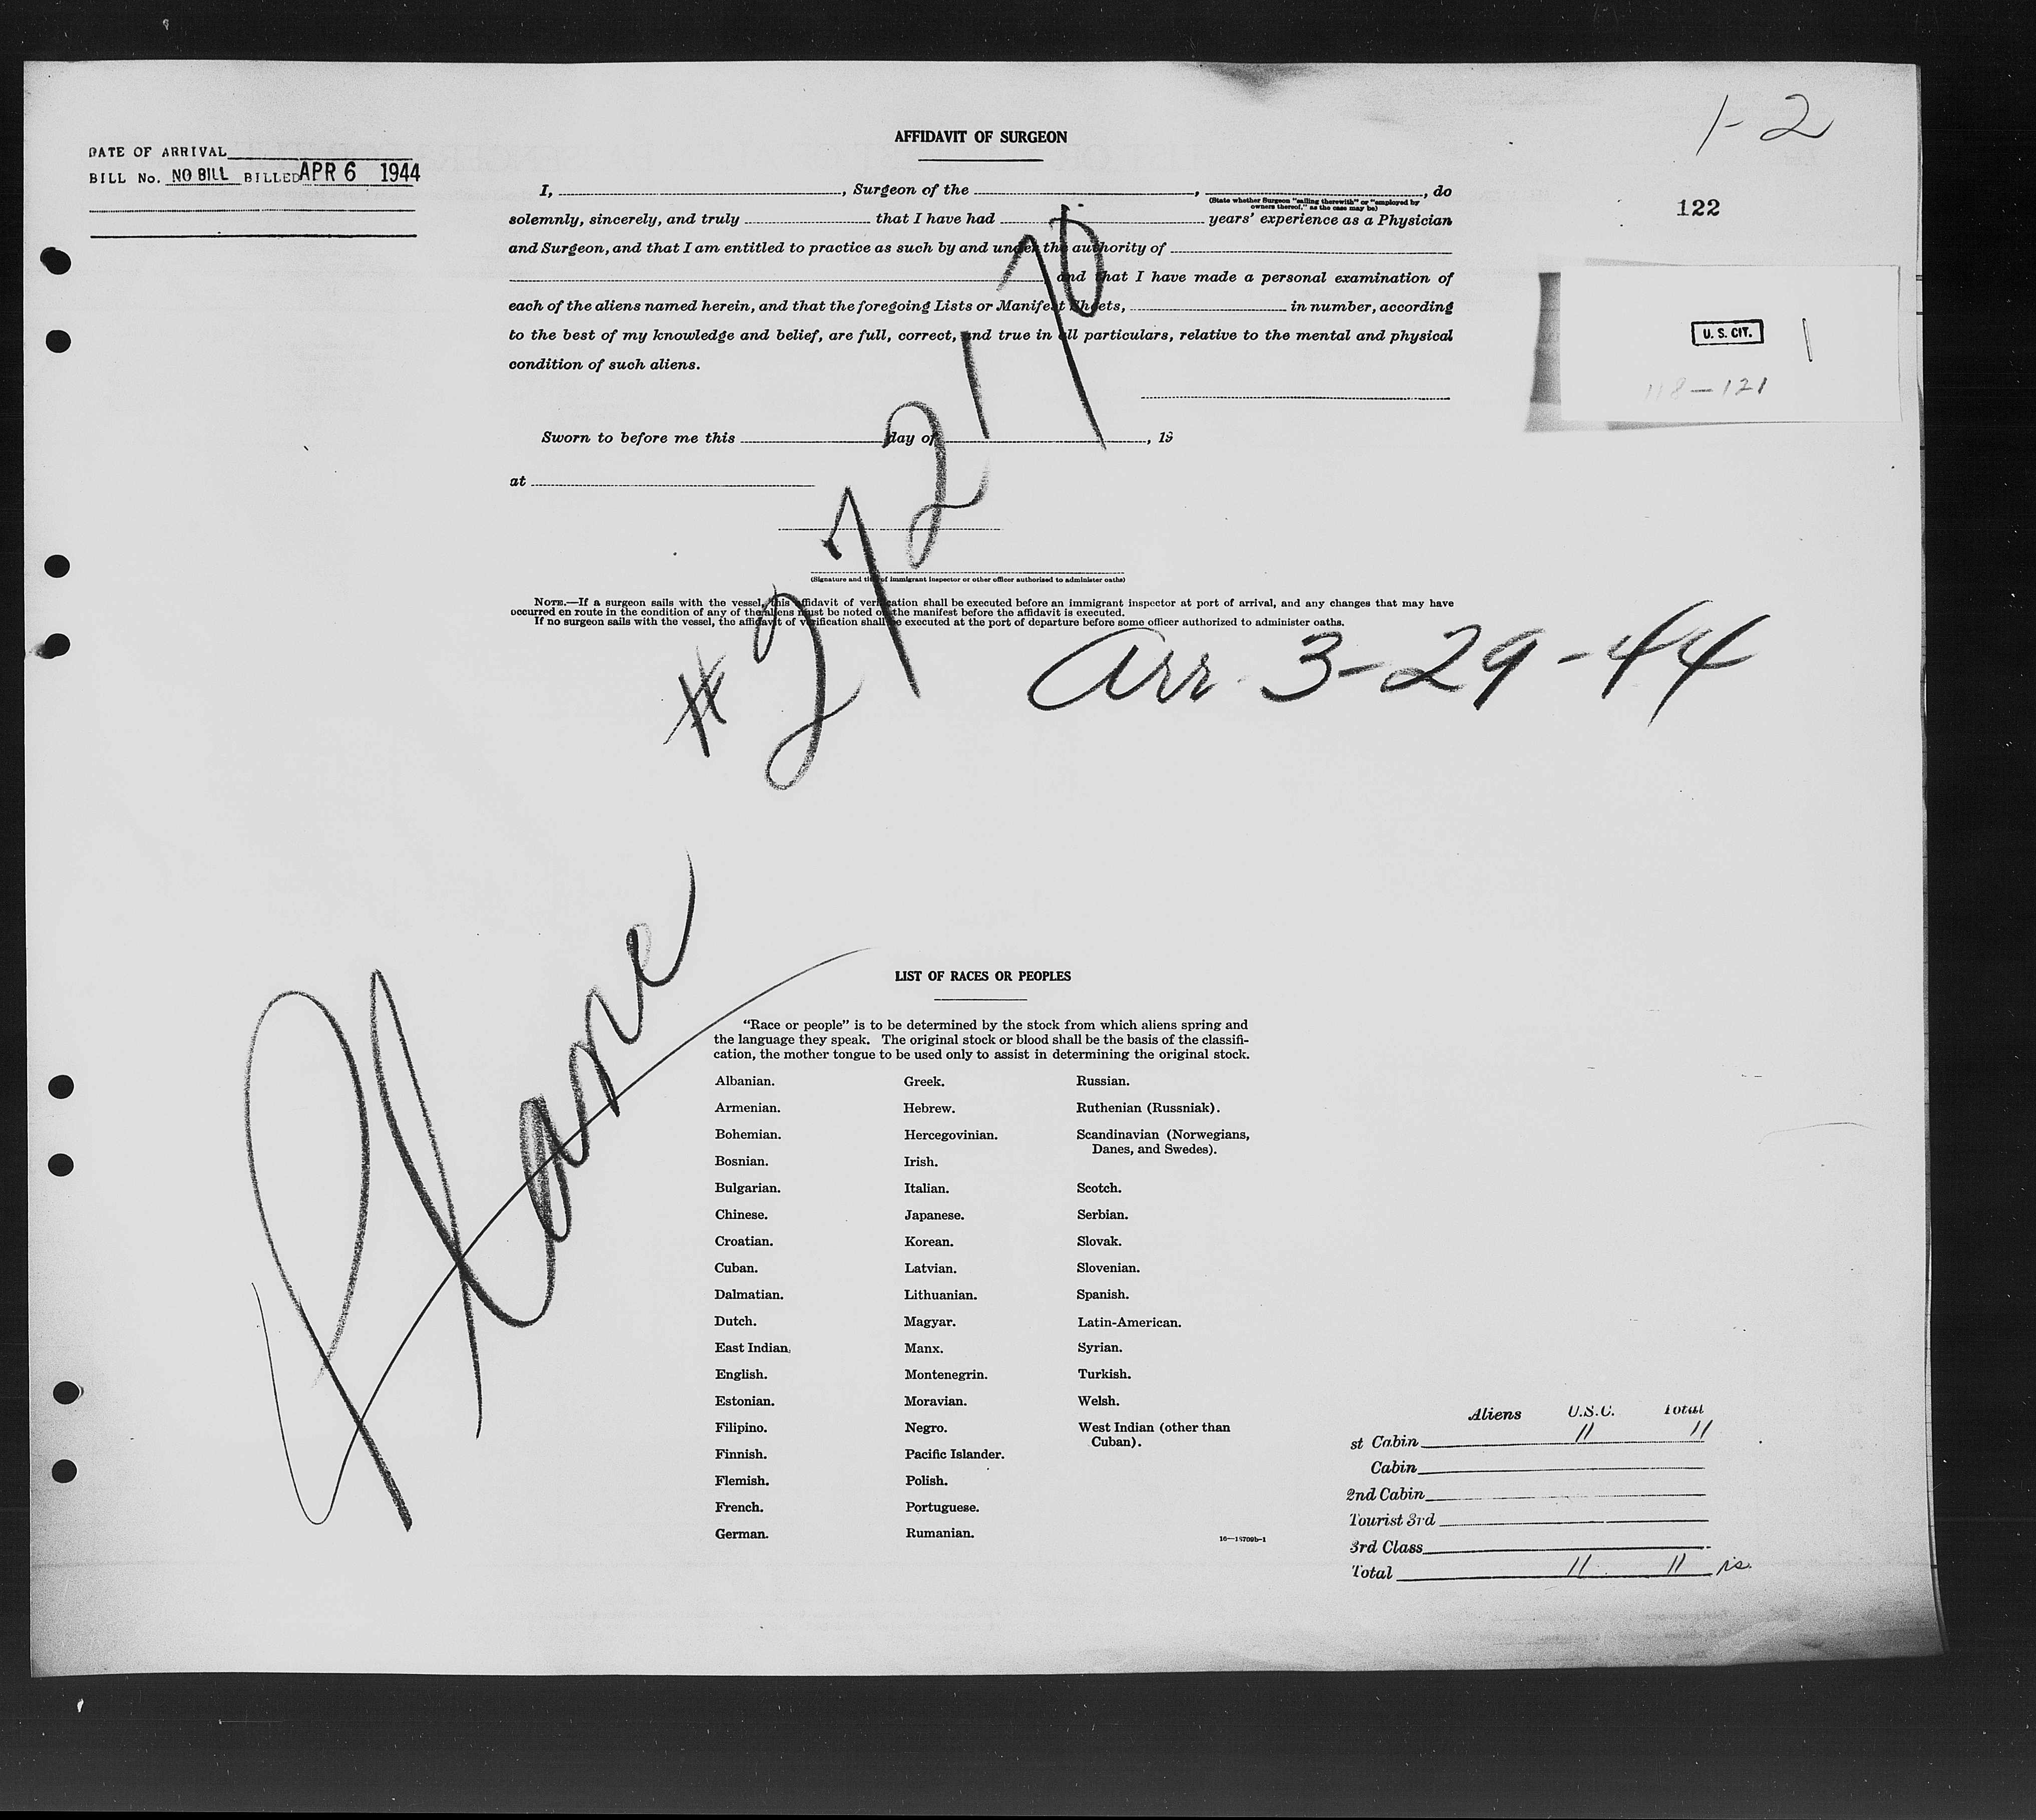 1-2
AFFIDAVIT OF SURGEON
DATE OF ARRIVAL
BILL No. NO BILL BILLED APR 6 1944
122
I, , Surgeon of the , , do
(State whether Surgeon "sailing therewith" or "employed by
owners thereof," as the case may be)
solemnly, sincerely, and truly that I have had years' experience as a Physician
and Surgeon, and that I am entitled to practice as such by and under the authority of
and that I have made a personal examination of
each of the aliens named herein, and that the foregoing Lists or Manifest Sheets, in number, according
to the best of my knowledge and belief, are full, correct, and true in all particulars, relative to the mental and physical
condition of such aliens.
U. S. CIT.
118-121
Sworn to before me this day of , 19
at
(Signature and title of immigrant inspector or other officer authorized to administer oaths)
NOTE.—If a surgeon sails with the vessel, this affidavit of verification shall be executed before an immigrant inspector at port of arrival, and any changes that may have
occurred en route in the condition of any of the aliens must be noted on the manifest before the affidavit is executed.
If no surgeon sails with the vessel, the affidavit of verification shall be executed at the port of departure before some officer authorized to administer oaths.
Arr. 3-29-44
Plane
LIST OF RACES OR PEOPLES
"Race or people" is to be determined by the stock from which aliens spring and
the language they speak. The original stock or blood shall be the basis of the classifi-
cation, the mother tongue to be used only to assist in determining the original stock.
Albanian.
Armenian.
Bohemian.
Bosnian.
Bulgarian.
Chinese.
Croatian.
Cuban.
Dalmatian.
Dutch.
East Indian.
English.
Estonian.
Filipino.
Finnish.
Flemish.
French.
German.
Greek.
Hebrew.
Hercegovinian.
Irish.
Italian.
Japanese.
Korean.
Latvian.
Lithuanian.
Magyar.
Manx.
Montenegrin.
Moravian.
Negro.
Pacific Islander.
Polish.
Portuguese.
Rumanian.
Russian.
Ruthenian (Russniak).
Scandinavian (Norwegians,
Danes, and Swedes).
Scotch.
Serbian.
Slovak.
Slovenian.
Spanish.
Latin-American.
Syrian.
Turkish.
Welsh.
West Indian (other than
Cuban).
Aliens U.S.C. Total
st Cabin 11 11
Cabin
2nd Cabin
Tourist 3rd
3rd Class
Total 11 11